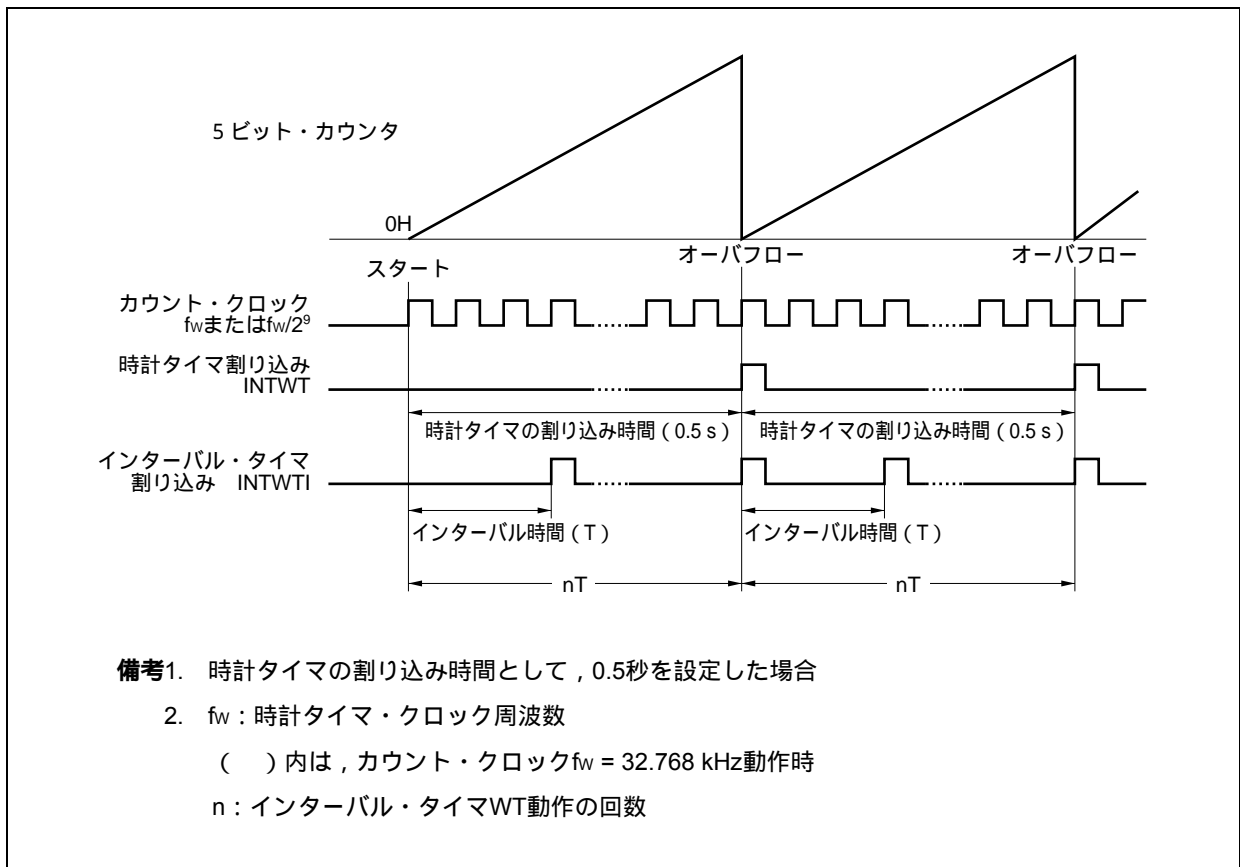 5 ビット・カウンタ
0H
スタート
オーバフロー
オーバフロー
カウント・クロック
fwまたはfw/2⁹
時計タイマ割り込み
INTWT
時計タイマの割り込み時間（0.5 s）
時計タイマの割り込み時間（0.5 s）
インターバル・タイマ
割り込み　INTWTI
インターバル時間（T）
インターバル時間（T）
nT
nT
備考1.　時計タイマの割り込み時間として，0.5秒を設定した場合
2.　fw：時計タイマ・クロック周波数
（　）内は，カウント・クロックfw = 32.768 kHz動作時
n：インターバル・タイマWT動作の回数